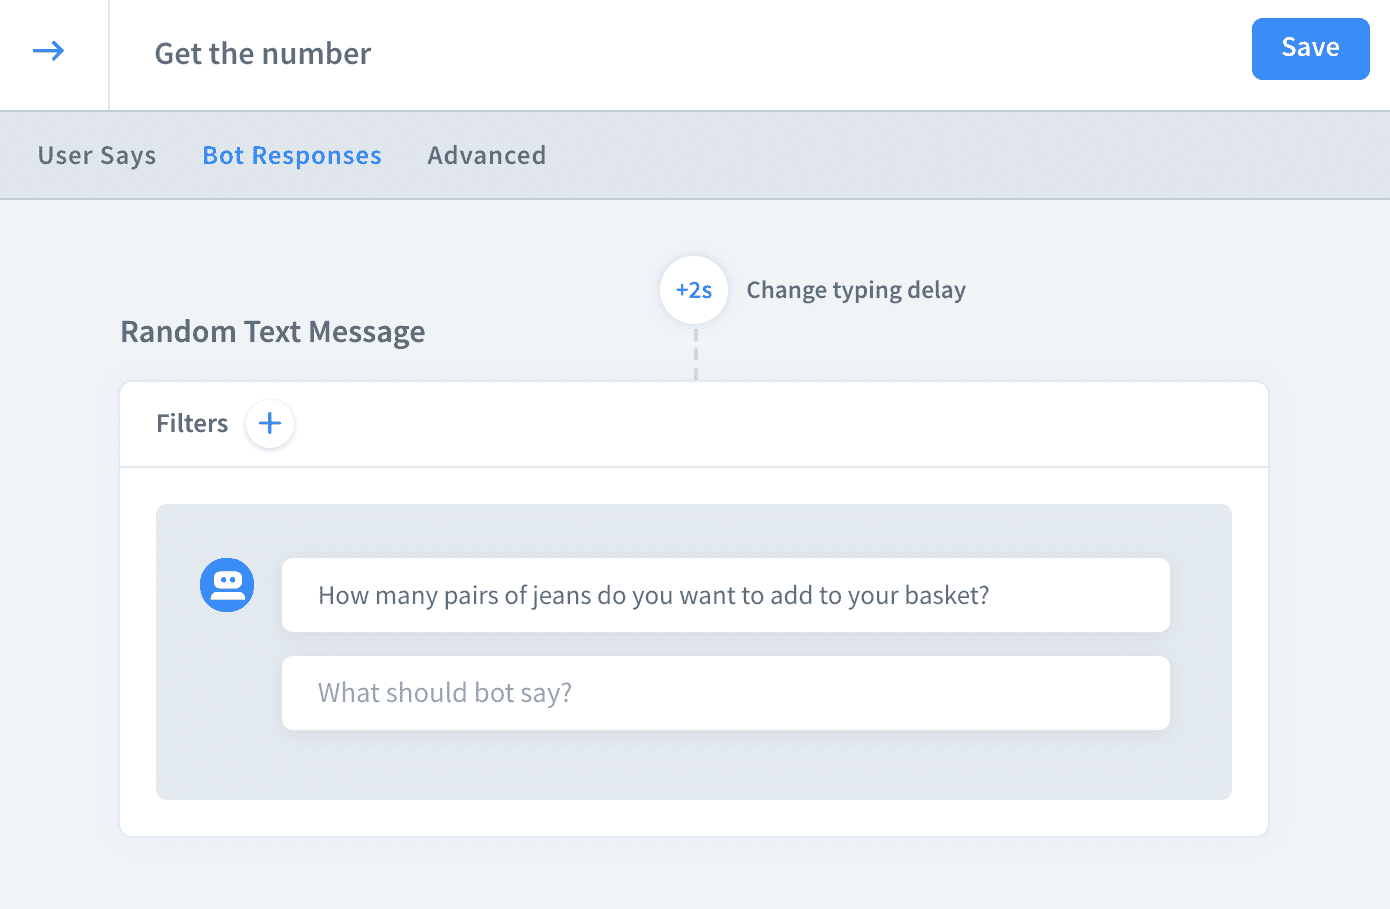 Get the number
Save
User Says Bot Responses Advanced
+2s Change typing delay
Random Text Message
Filters +
How many pairs of jeans do you want to add to your basket?
What should bot say?